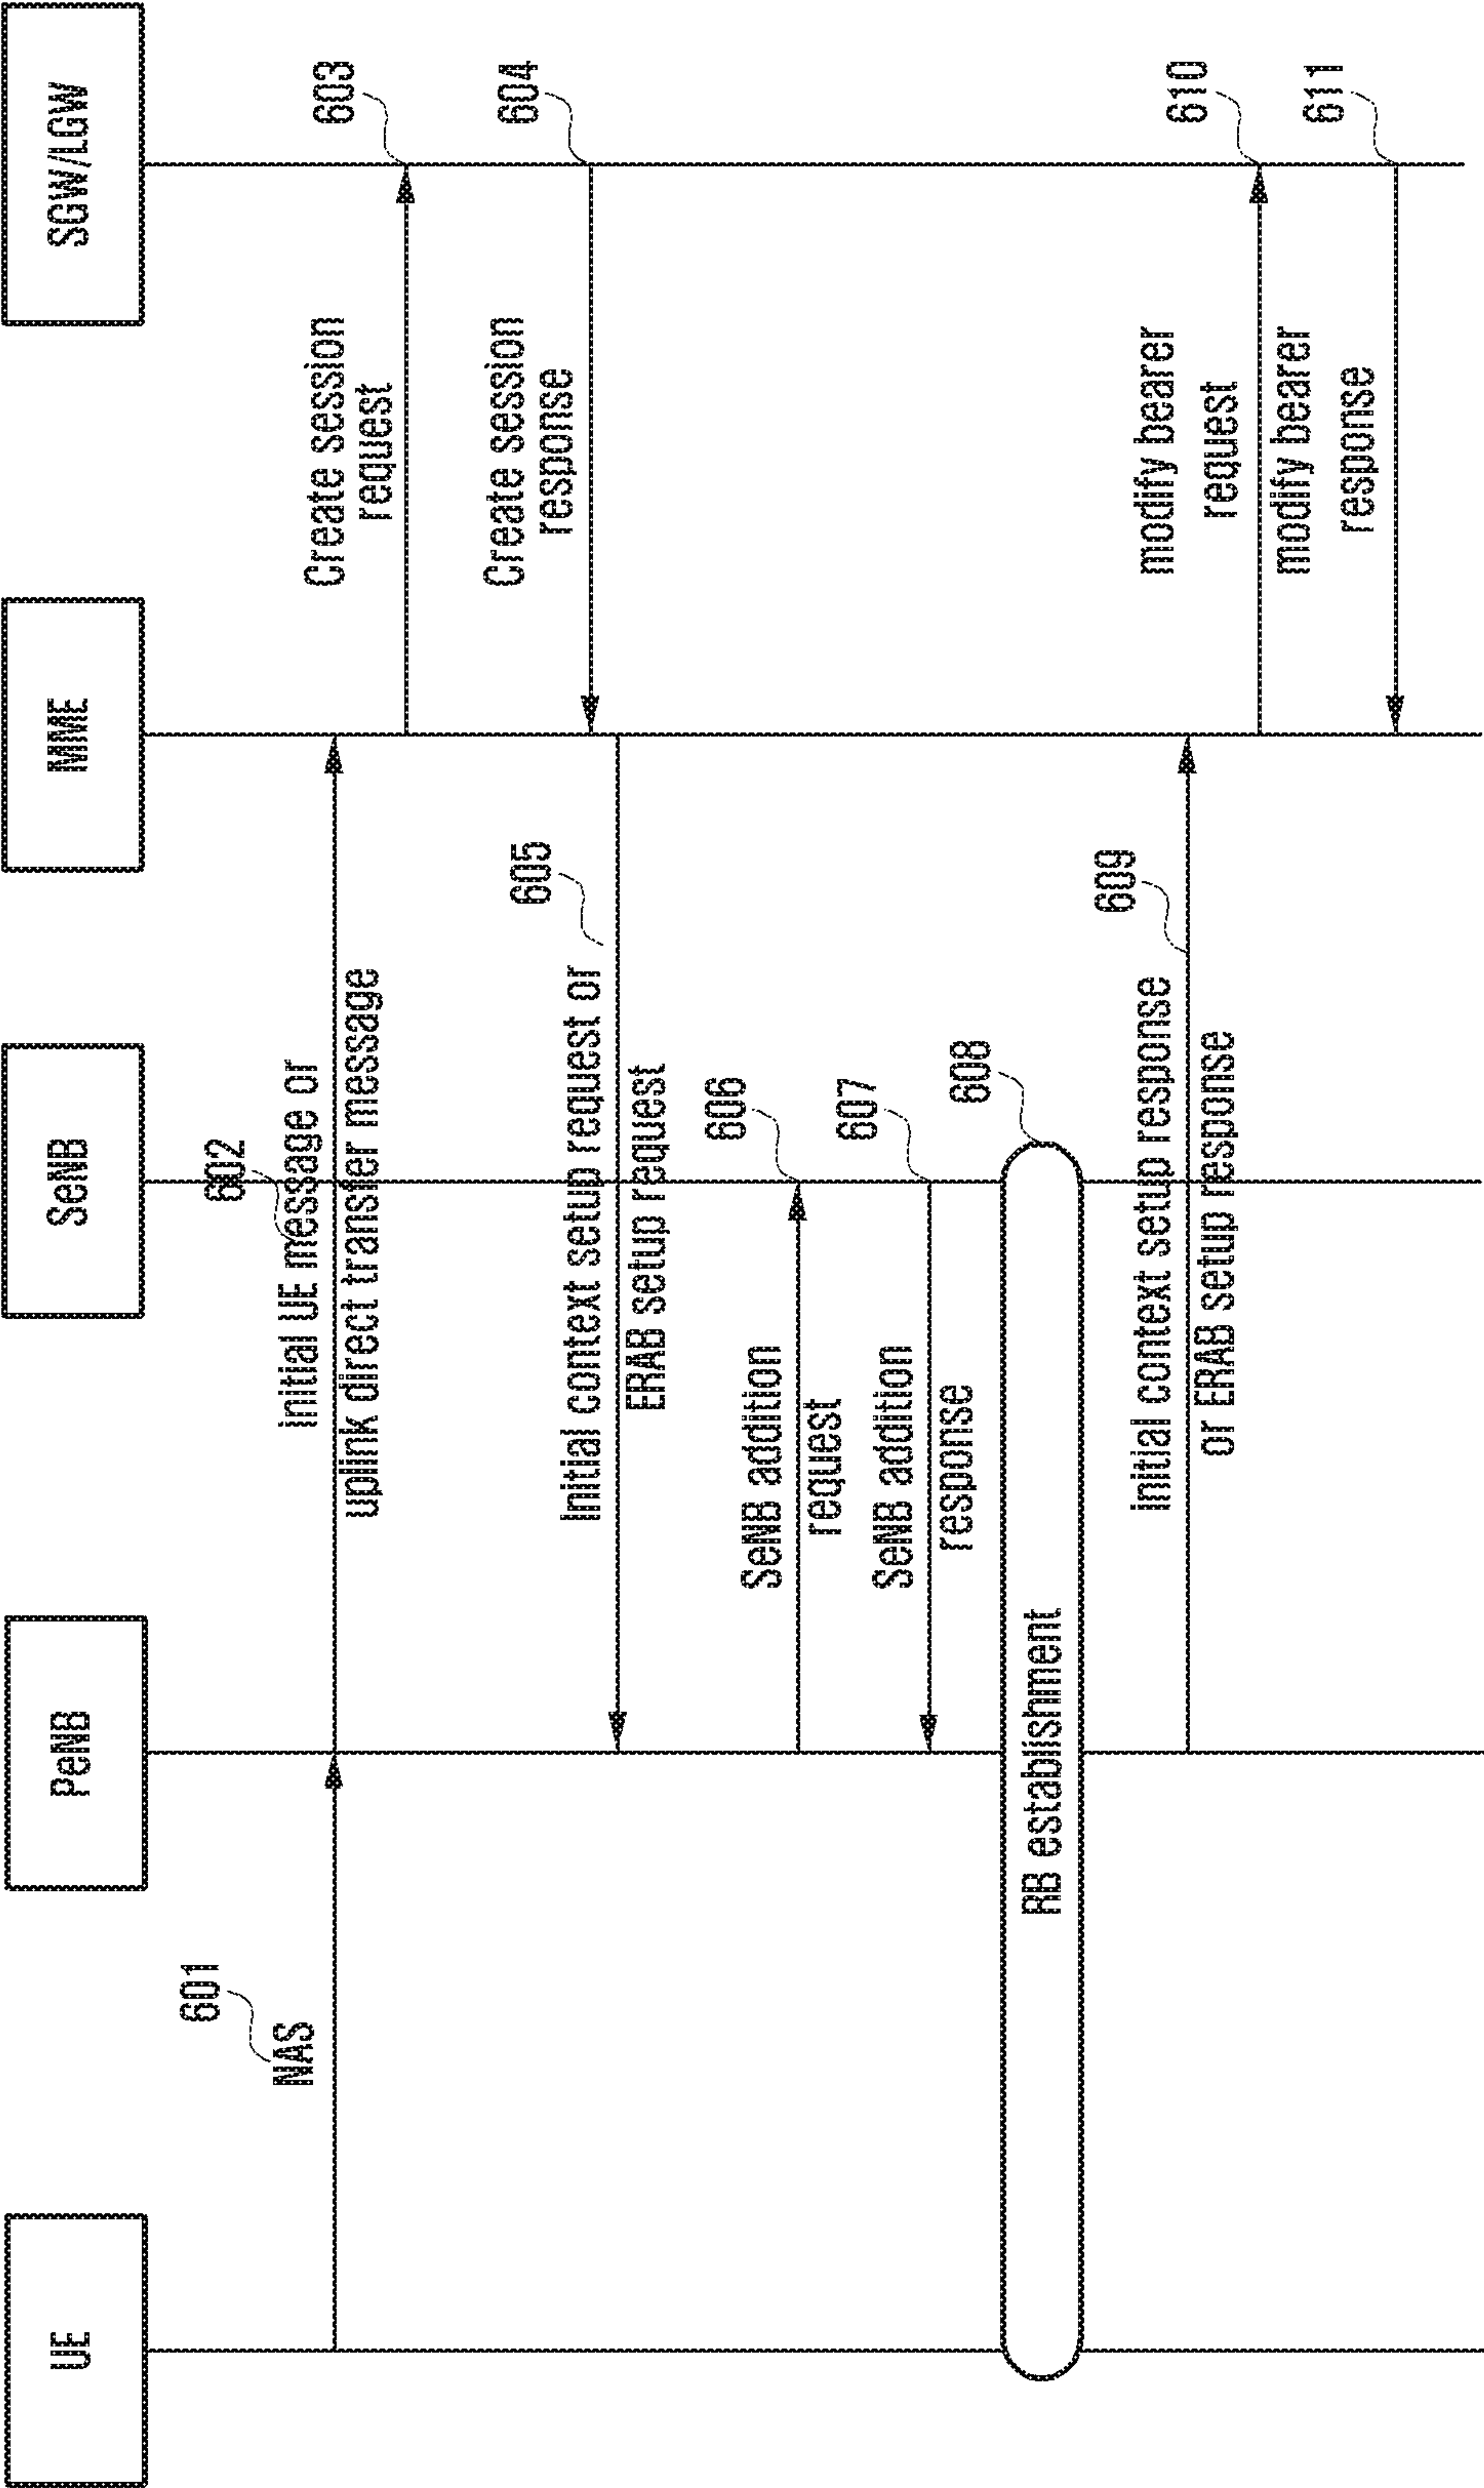 UE
PeNB
SeNB
MME
SGW/LGW
601
NAS
602
initial UE message or
uplink direct transfer message
603
Create session
request
604
Create session
response
605
Initial context setup request or
ERAB setup request
606
SeNB addition
request
607
SeNB addition
response
608
RB establishment
609
initial context setup response
or ERAB setup response
610
modify bearer
request
611
modify bearer
response